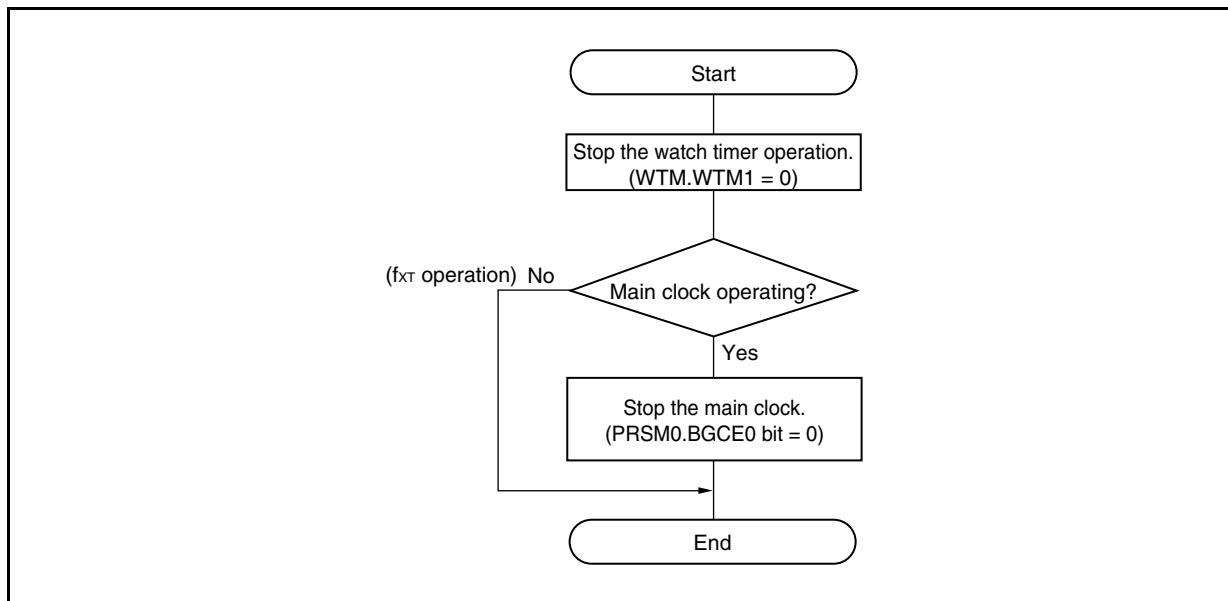 Start
Stop the watch timer operation.
(WTM.WTM1 = 0)
(fXT operation) No
Main clock operating?
Yes
Stop the main clock.
(PRSM0.BGCE0 bit = 0)
End